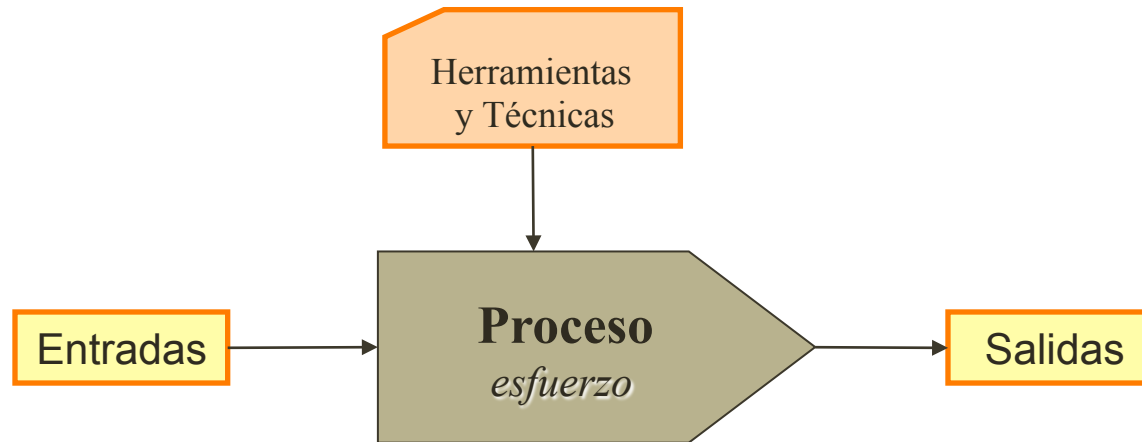 Herramientas
y Técnicas
Entradas
Proceso
esfuerzo
Salidas